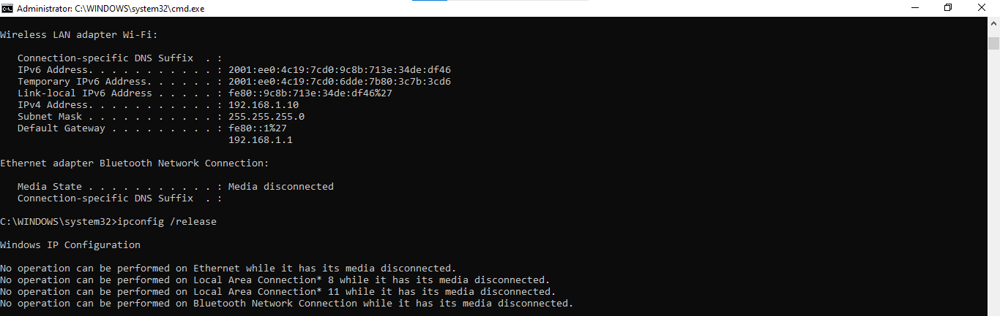 Administrator: C:\WINDOWS\system32\cmd.exe
Wireless LAN adapter Wi-Fi:
Connection-specific DNS Suffix  . :
IPv6 Address. . . . . . . . . . . : 2001:ee0:4c19:7cd0:9c8b:713e:34de:df46
Temporary IPv6 Address. . . . . . : 2001:ee0:4c19:7cd0:6dde:7b80:3c7b:3cd6
Link-local IPv6 Address . . . . . : fe80::9c8b:713e:34de:df46%27
IPv4 Address. . . . . . . . . . . : 192.168.1.10
Subnet Mask . . . . . . . . . . . : 255.255.255.0
Default Gateway . . . . . . . . . : fe80::1%27
192.168.1.1
Ethernet adapter Bluetooth Network Connection:
Media State . . . . . . . . . . . : Media disconnected
Connection-specific DNS Suffix  . :
C:\WINDOWS\system32>ipconfig /release
Windows IP Configuration
No operation can be performed on Ethernet while it has its media disconnected.
No operation can be performed on Local Area Connection* 8 while it has its media disconnected.
No operation can be performed on Local Area Connection* 11 while it has its media disconnected.
No operation can be performed on Bluetooth Network Connection while it has its media disconnected.